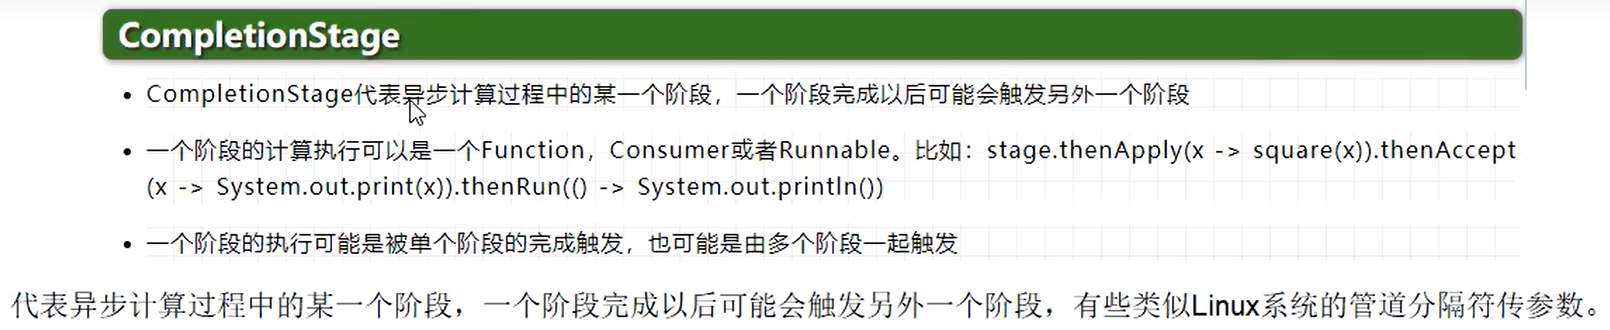 CompletionStage
CompletionStage代表异步计算过程中的某一个阶段，一个阶段完成以后可能会触发另外一个阶段
一个阶段的计算执行可以是一个Function，Consumer或者Runnable。比如：stage.thenApply(x -> square(x)).thenAccept
(x -> System.out.print(x)).thenRun(() -> System.out.println())
一个阶段的执行可能是被单个阶段的完成触发，也可能是由多个阶段一起触发
代表异步计算过程中的某一个阶段，一个阶段完成以后可能会触发另外一个阶段，有些类似Linux系统的管道分隔符传参数。